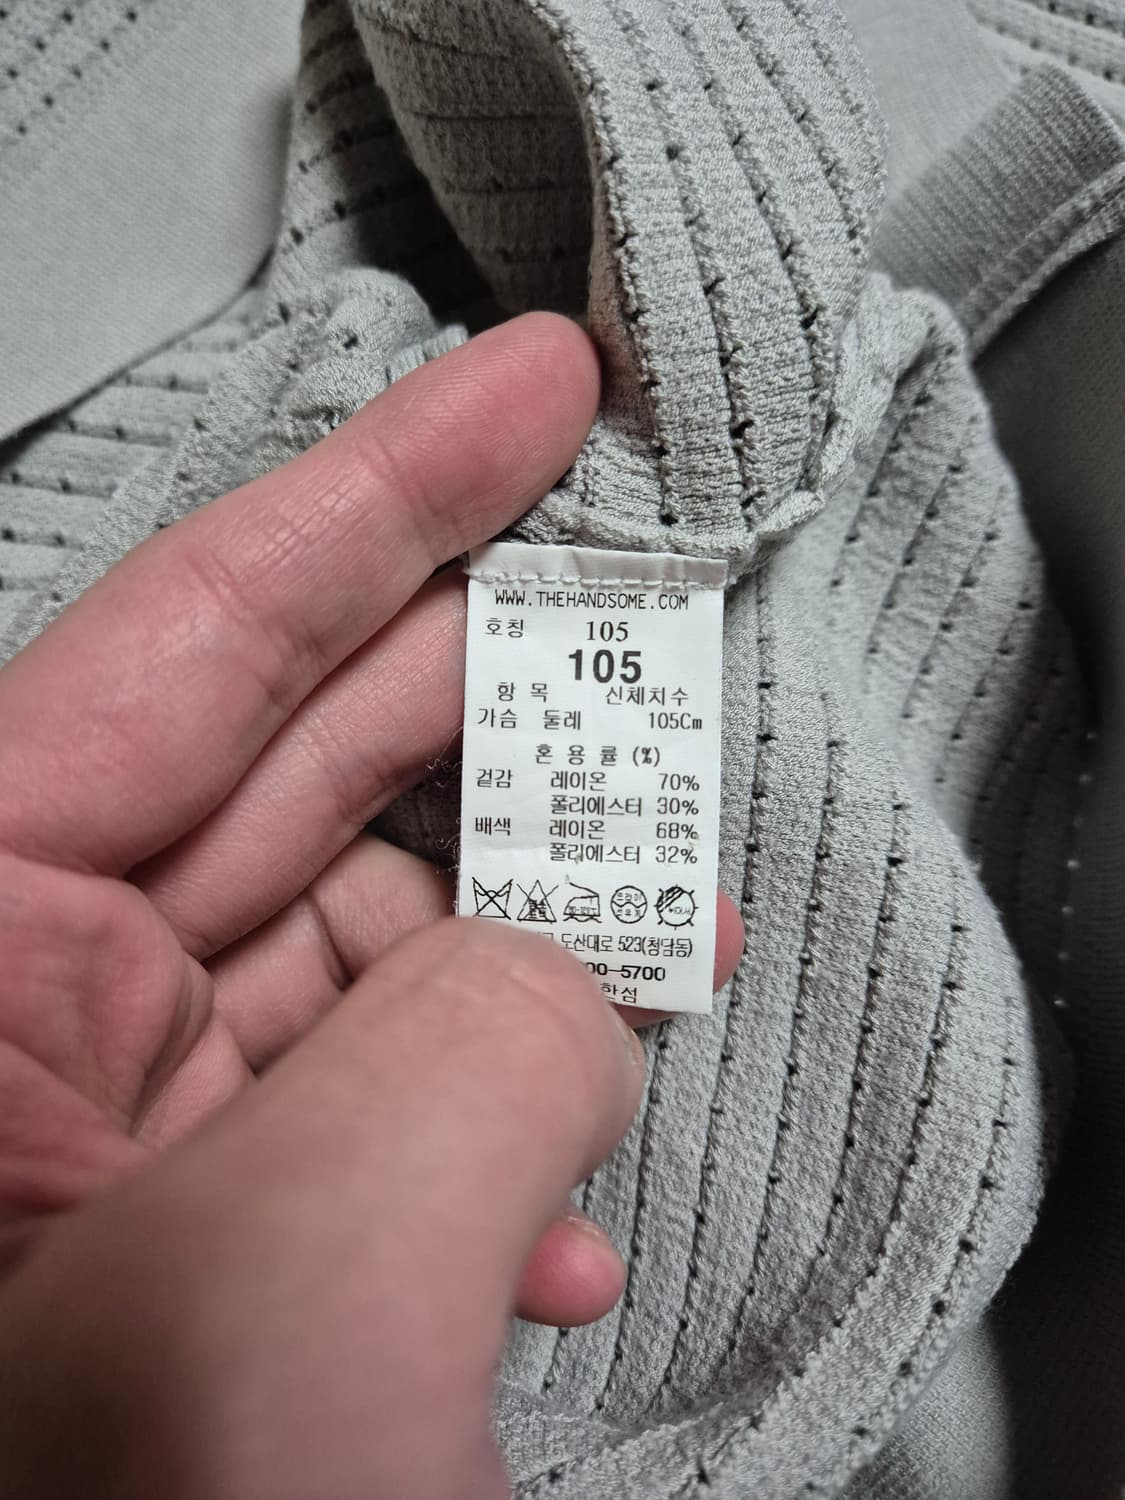 WWW.THEHANDSOME.COM
호칭 105
105
항 목 신체치수
가슴 둘레 105Cm
혼 용 률 (%)
겉감 레이온 70%
폴리에스터 30%
배색 레이온 68%
폴리에스터 32%
도산대로 523(청담동)
00-5700
한섬